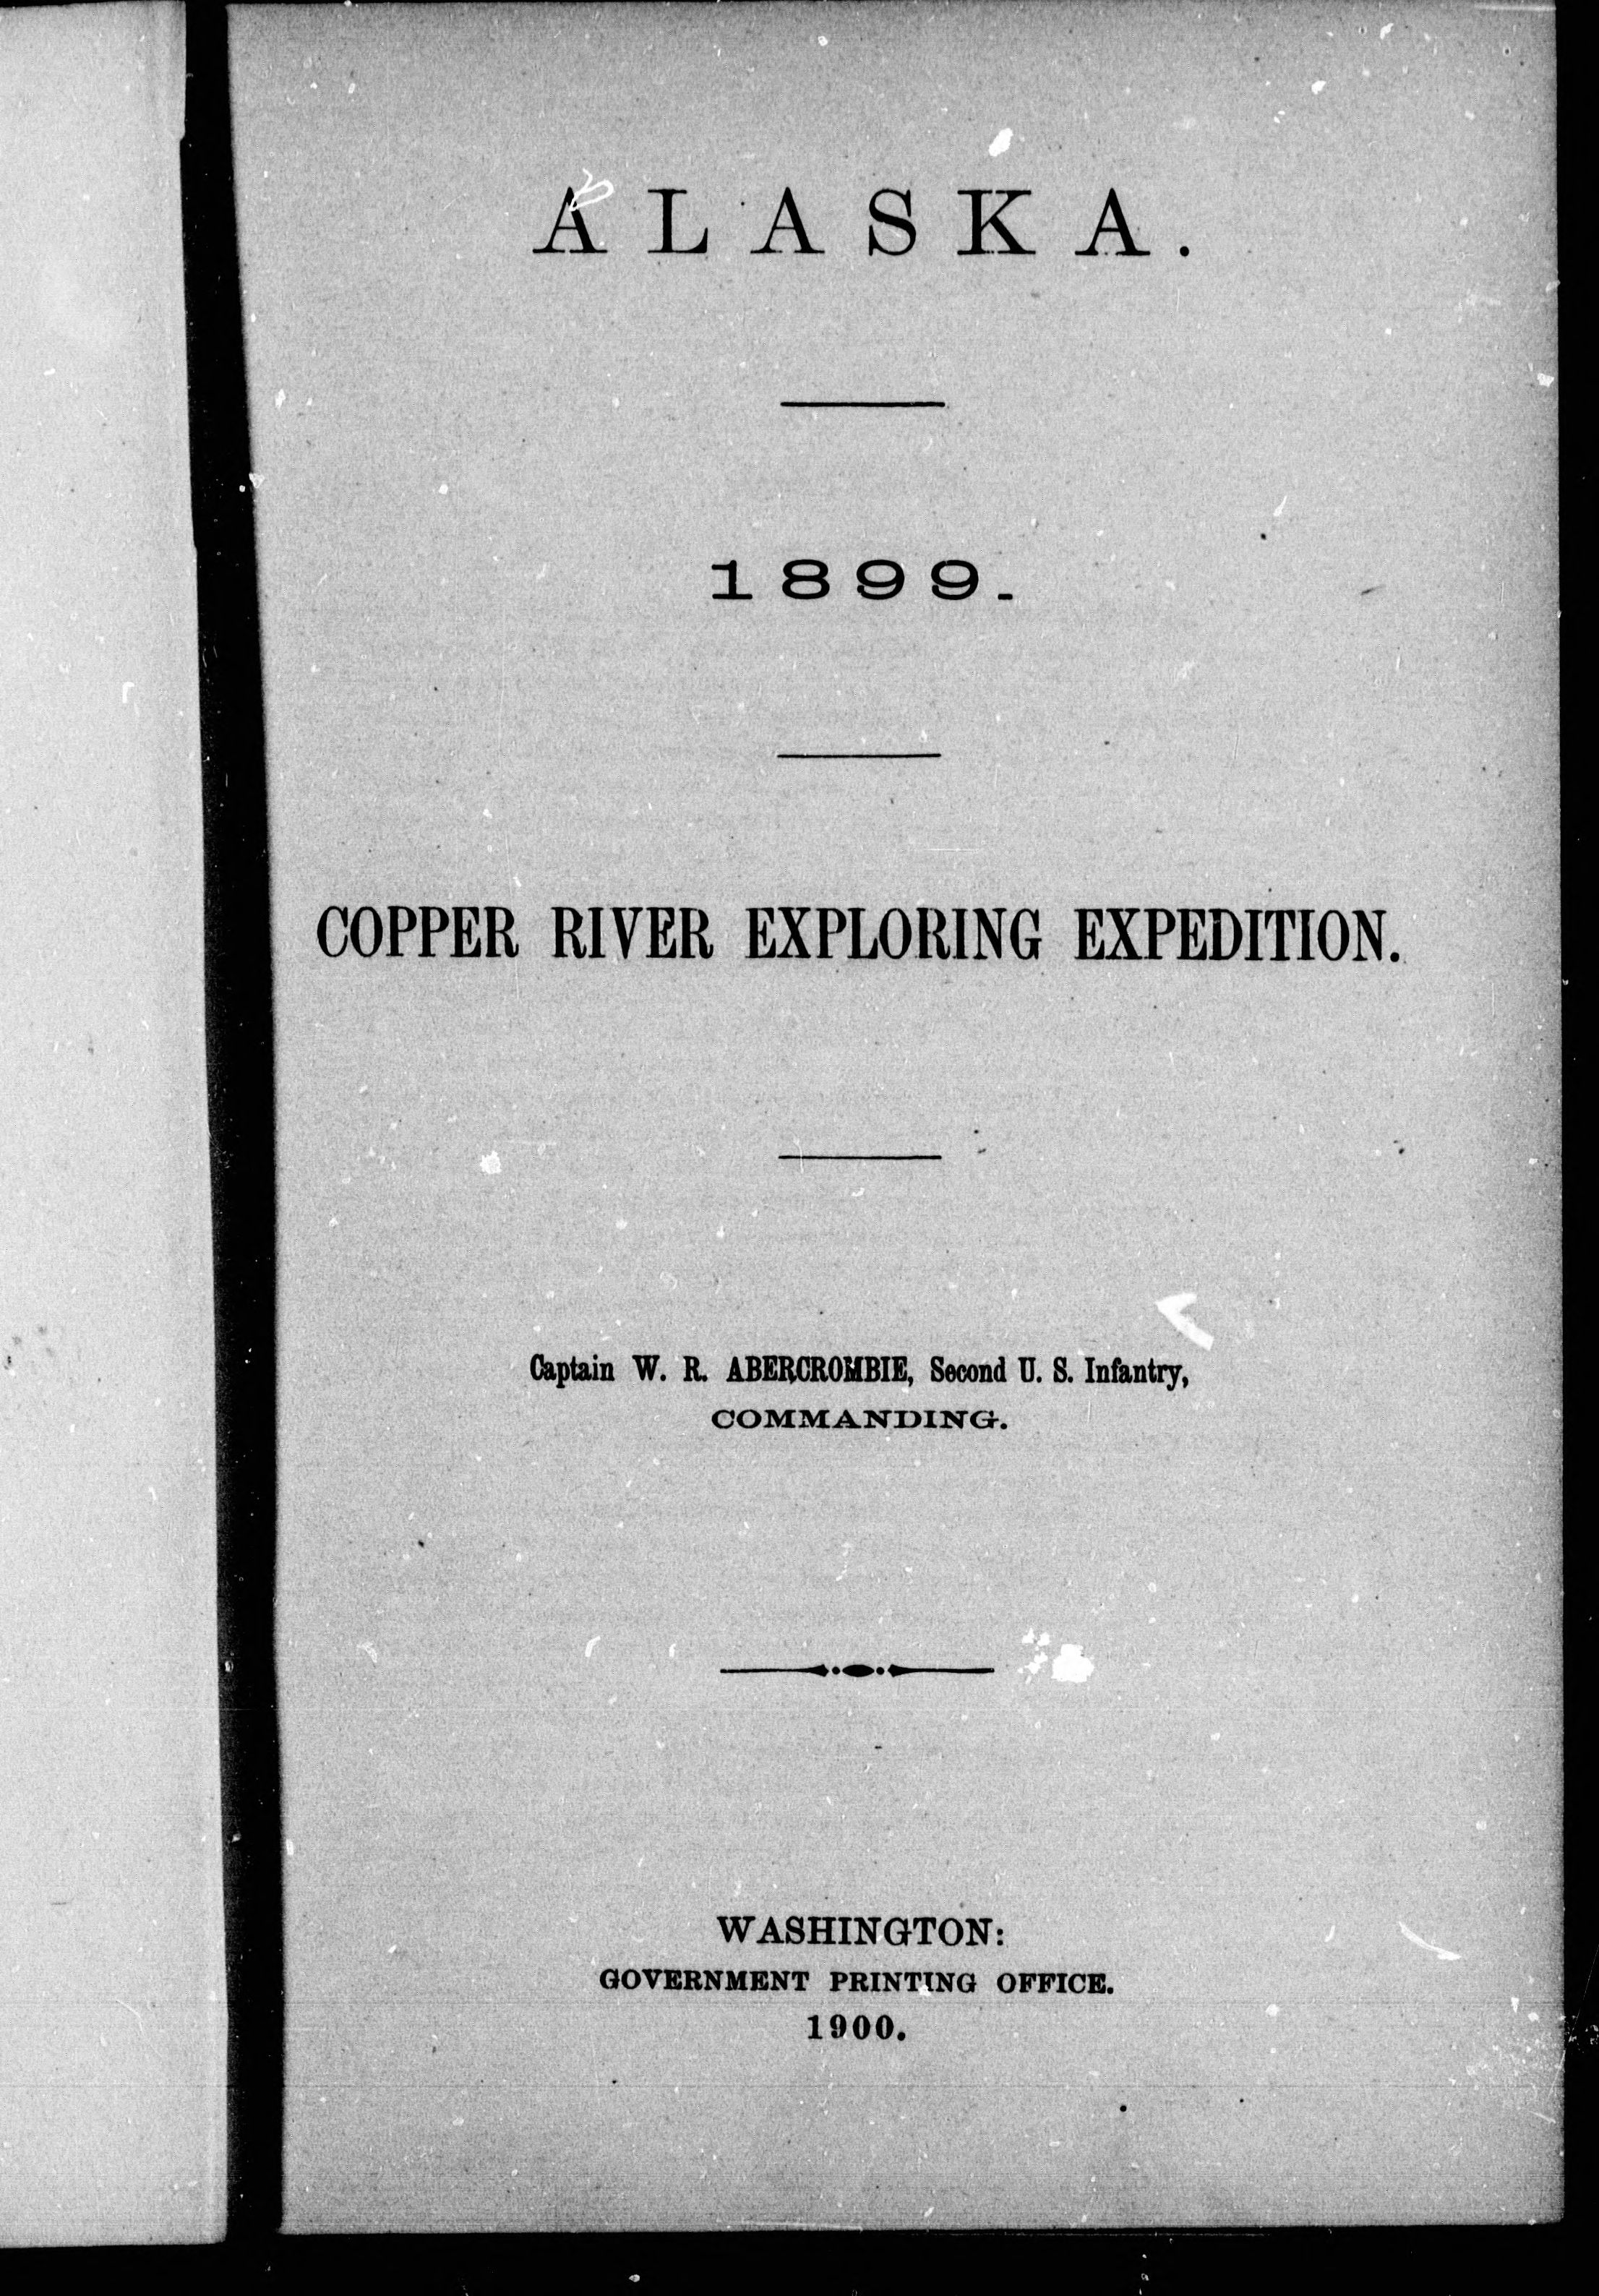 ALASKA.
1899.
COPPER RIVER EXPLORING EXPEDITION.
Captain W. R. ABERCROMBIE, Second U. S. Infantry,
COMMANDING.
WASHINGTON:
GOVERNMENT PRINTING OFFICE.
1900.